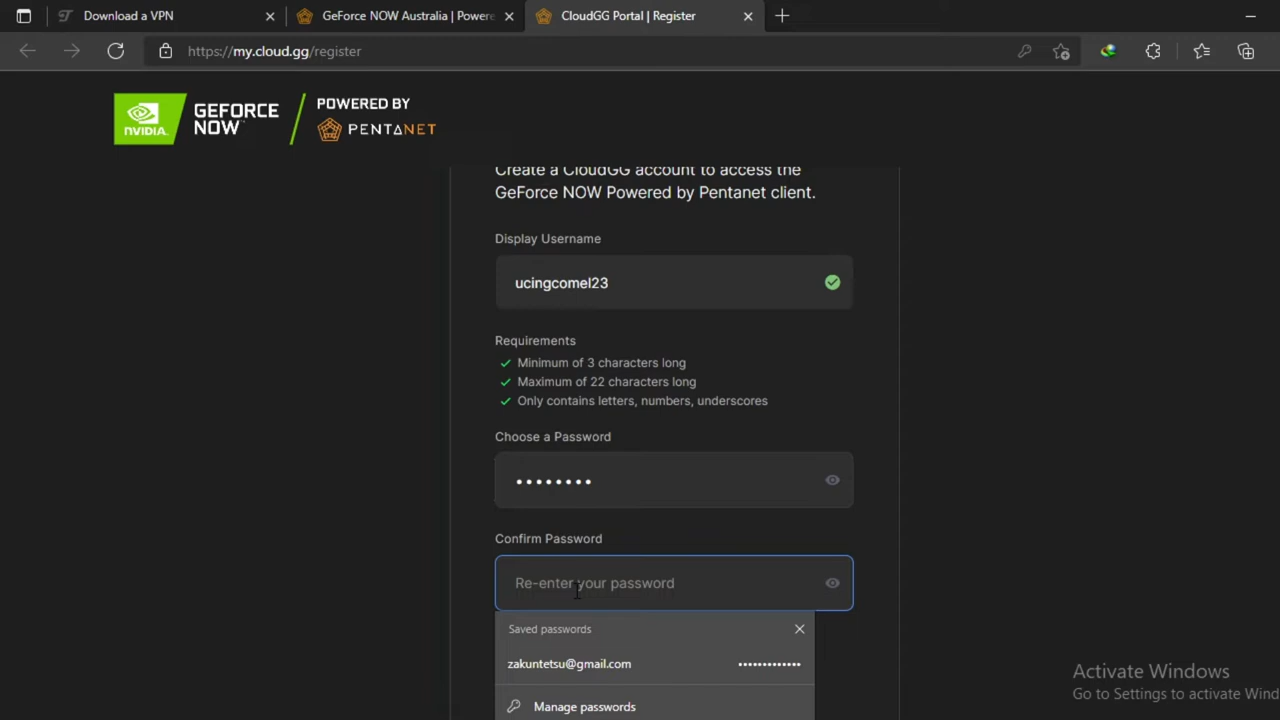 Download a VPN
GeForce NOW Australia | Powere
CloudGG Portal | Register
https://my.cloud.gg/register
NVIDIA.
GEFORCE
NOW
POWERED BY
PENTANET
Create a CloudGG account to access the
GeForce NOW Powered by Pentanet client.
Display Username
ucingcomel23
Requirements
Minimum of 3 characters long
Maximum of 22 characters long
Only contains letters, numbers, underscores
Choose a Password
••••••••
Confirm Password
Re-enter your password
Saved passwords
zakuntetsu@gmail.com •••••••••••••
Manage passwords
Activate Windows
Go to Settings to activate Wind